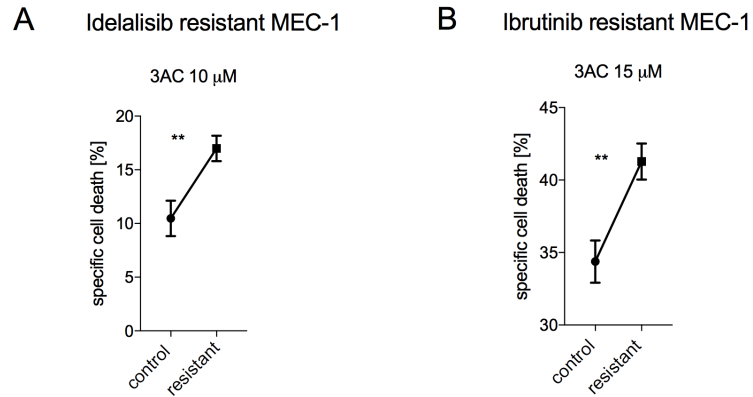 A
Idelalisib resistant MEC-1
3AC 10 μM
**
specific cell death [%]
20
15
10
5
0
control
resistant
B
Ibrutinib resistant MEC-1
3AC 15 μM
**
specific cell death [%]
45
40
35
30
control
resistant